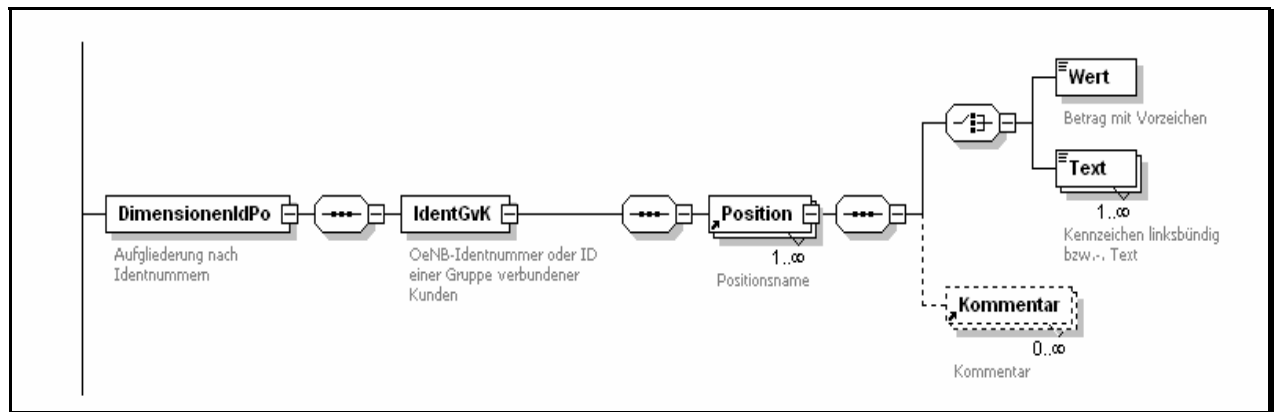 Wert
Betrag mit Vorzeichen
Text
1..∞
Kennzeichen linksbündig
bzw.-. Text
DimensionenIdPo
Aufgliederung nach
Identnummern
IdentGvK
OeNB-Identnummer oder ID
einer Gruppe verbundener
Kunden
Position
1..∞
Positionsname
Kommentar
0..∞
Kommentar